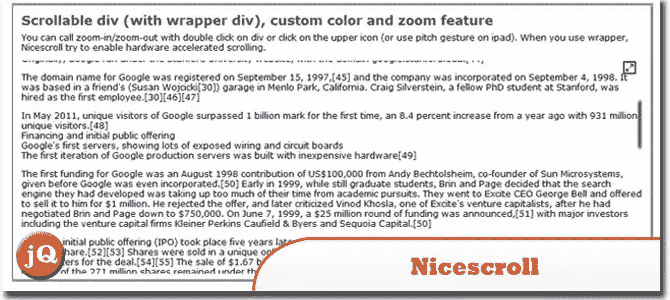 Scrollable div (with wrapper div), custom color and zoom feature
You can call zoom-in/zoom-out with double click on div or click on the upper icon (or use pitch gesture on ipad). When you use wrapper,
Nicescroll try to enable hardware accelerated scrolling.
The domain name for Google was registered on September 15, 1997,[45] and the company was incorporated on September 4, 1998. It
was based in a friend's (Susan Wojcicki[30]) garage in Menlo Park, California. Craig Silverstein, a fellow PhD student at Stanford, was
hired as the first employee.[30][46][47]
In May 2011, unique visitors of Google surpassed 1 billion mark for the first time, an 8.4 percent increase from a year ago with 931 million
unique visitors.[48]
Financing and initial public offering
Google's first servers, showing lots of exposed wiring and circuit boards
The first iteration of Google production servers was built with inexpensive hardware[49]
The first funding for Google was an August 1998 contribution of US$100,000 from Andy Bechtolsheim, co-founder of Sun Microsystems,
given before Google was even incorporated.[50] Early in 1999, while still graduate students, Brin and Page decided that the search
engine they had developed was taking up too much of their time from academic pursuits. They went to Excite CEO George Bell and offered
to sell it to him for $1 million. He rejected the offer, and later criticized Vinod Khosla, one of Excite's venture capitalists, after he had
negotiated Brin and Page down to $750,000. On June 7, 1999, a $25 million round of funding was announced,[51] with major investors
including the venture capital firms Kleiner Perkins Caufield & Byers and Sequoia Capital.[50]
initial public offering (IPO) took place five years
hare.[52][53] Shares were sold in a unique
ers for the deal.[54][55] The sale of $1.67
of the 271 million shares remained under
jQ
Nicescroll